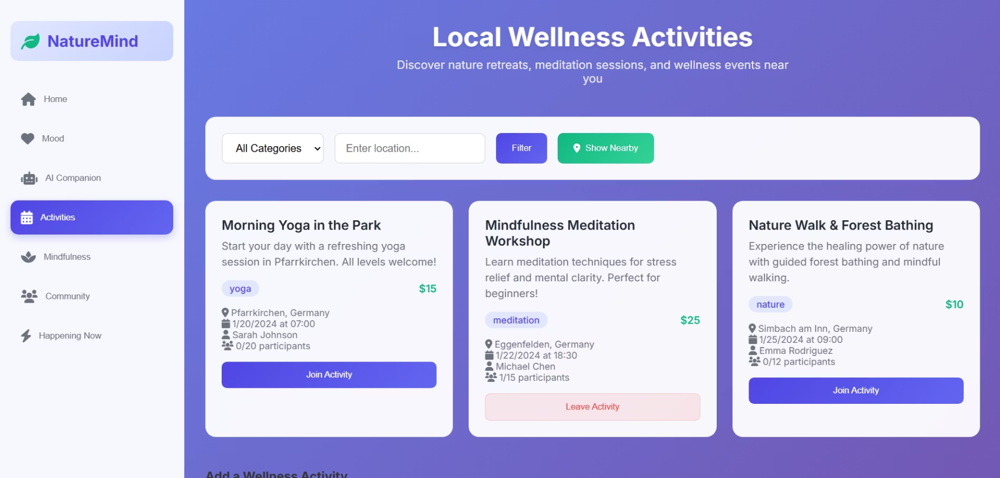 NatureMind
Home
Mood
AI Companion
Activities
Mindfulness
Community
Happening Now
Local Wellness Activities
Discover nature retreats, meditation sessions, and wellness events near
you
All Categories
Enter location...
Filter
Show Nearby
Morning Yoga in the Park
Start your day with a refreshing yoga
session in Pfarrkirchen. All levels welcome!
yoga
$15
Pfarrkirchen, Germany
1/20/2024 at 07:00
Sarah Johnson
0/20 participants
Join Activity
Mindfulness Meditation
Workshop
Learn meditation techniques for stress
relief and mental clarity. Perfect for
beginners!
meditation
$25
Eggenfelden, Germany
1/22/2024 at 18:30
Michael Chen
1/15 participants
Leave Activity
Nature Walk & Forest Bathing
Experience the healing power of nature
with guided forest bathing and mindful
walking.
nature
$10
Simbach am Inn, Germany
1/25/2024 at 09:00
Emma Rodriguez
0/12 participants
Join Activity
Add a Wellness Activity